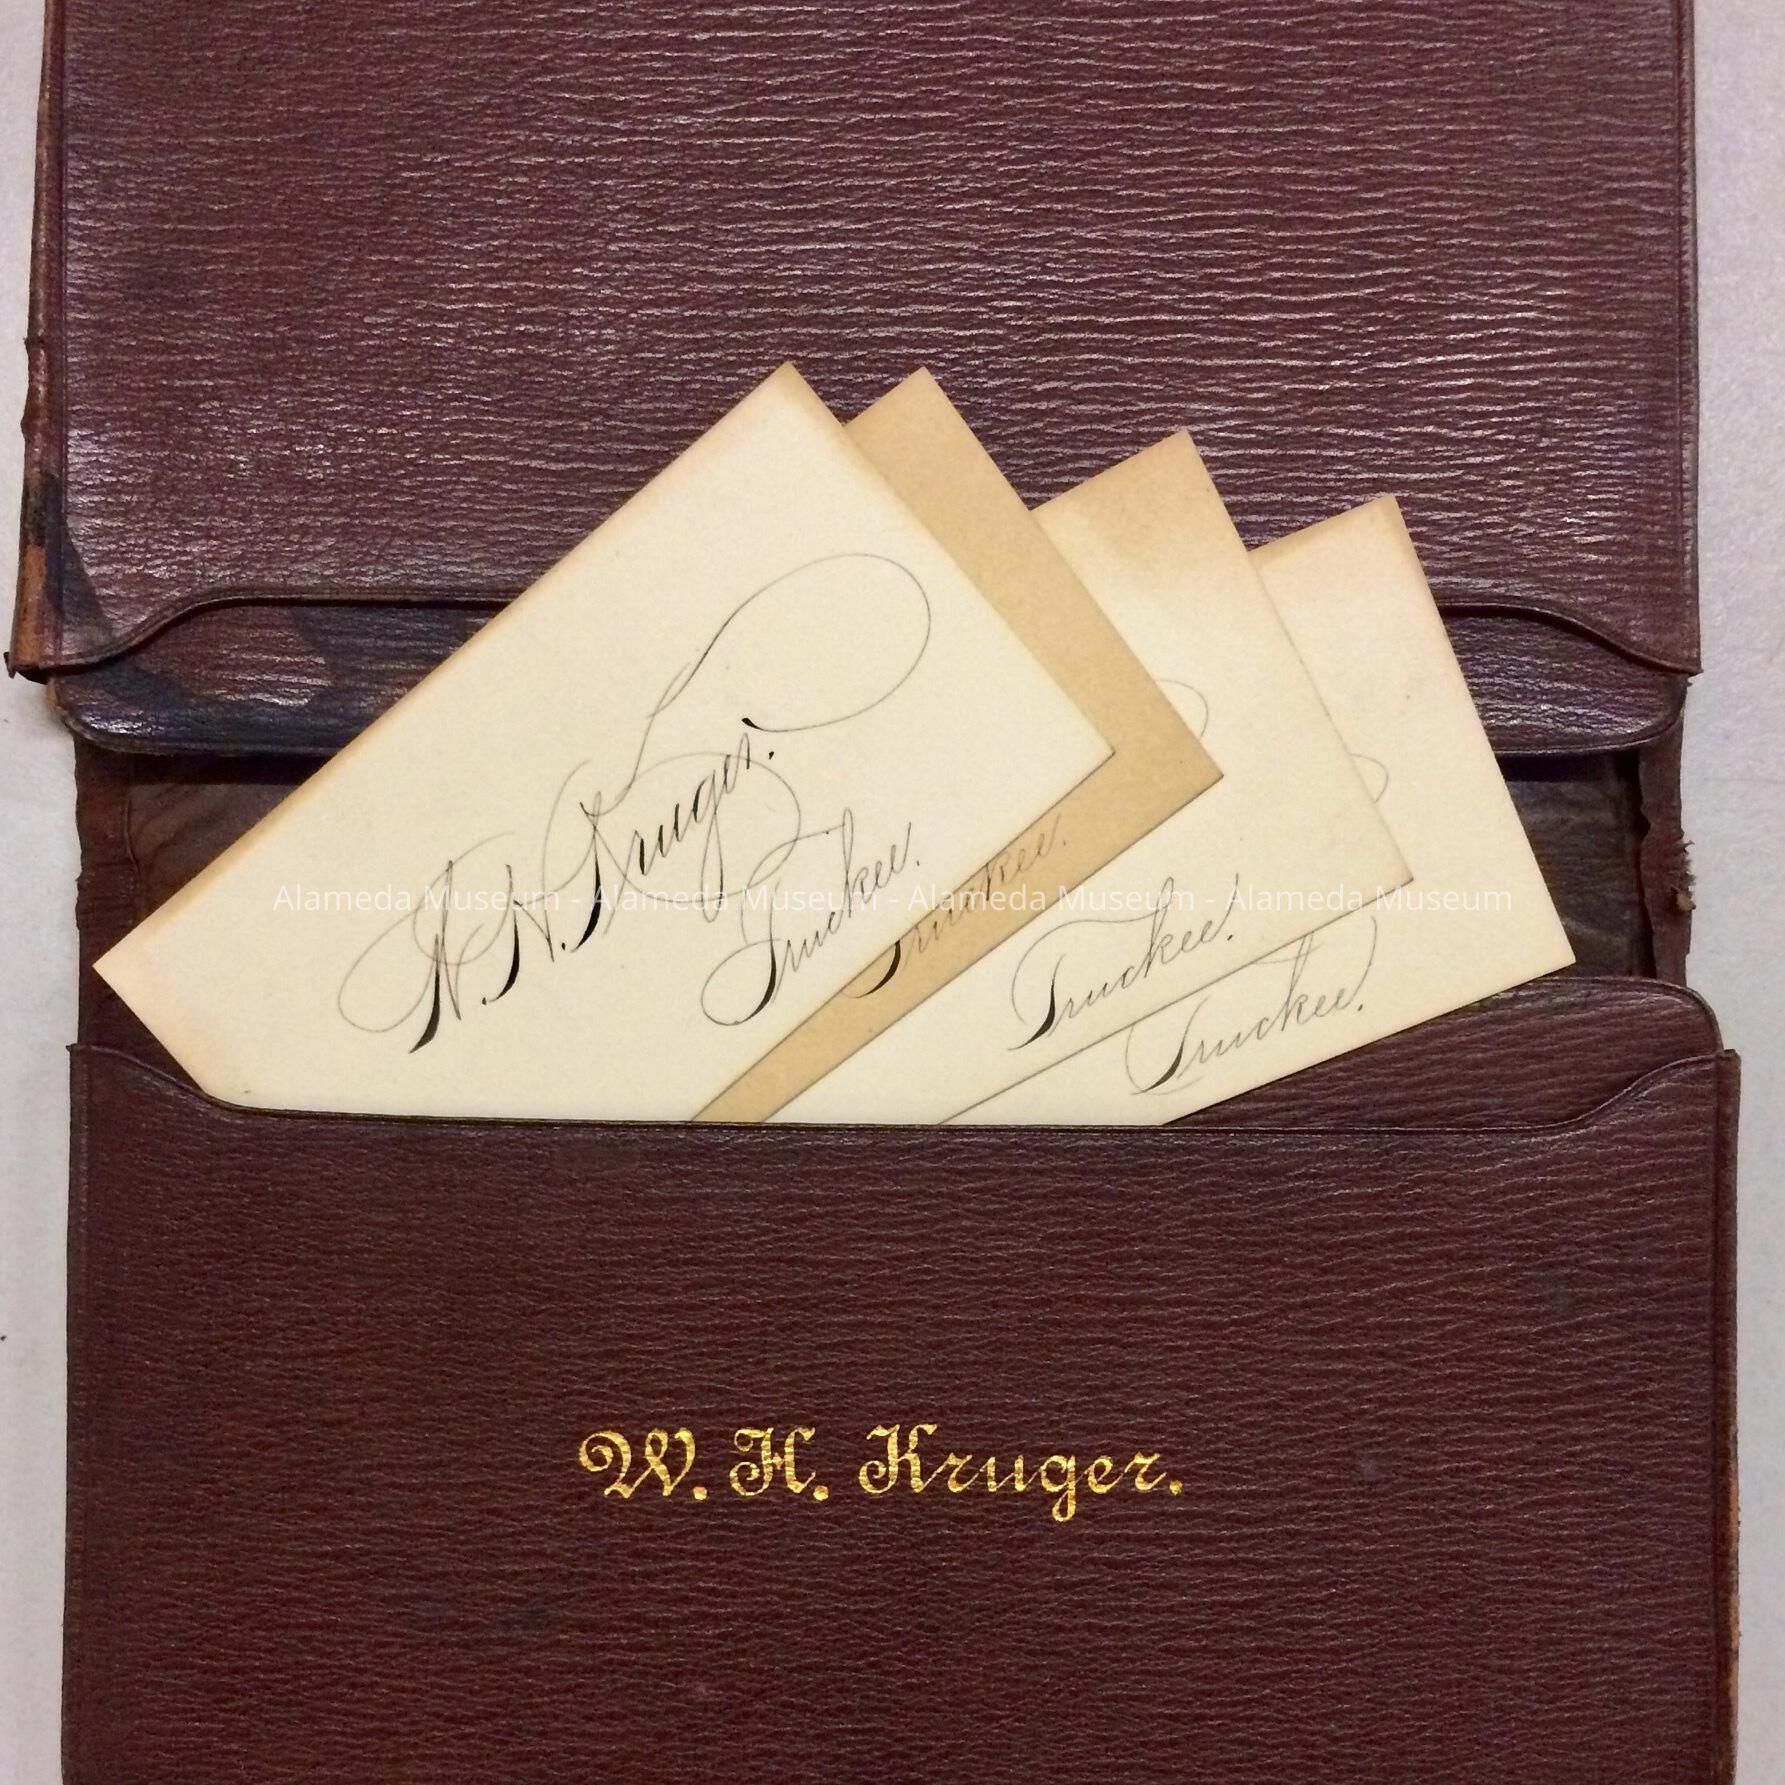 W. H. Kruger.
Truckee.
Truckee.
Truckee.
Truckee.
Alameda Museum - Alameda Museum - Alameda Museum - Alameda Museum
W. H. Kruger.